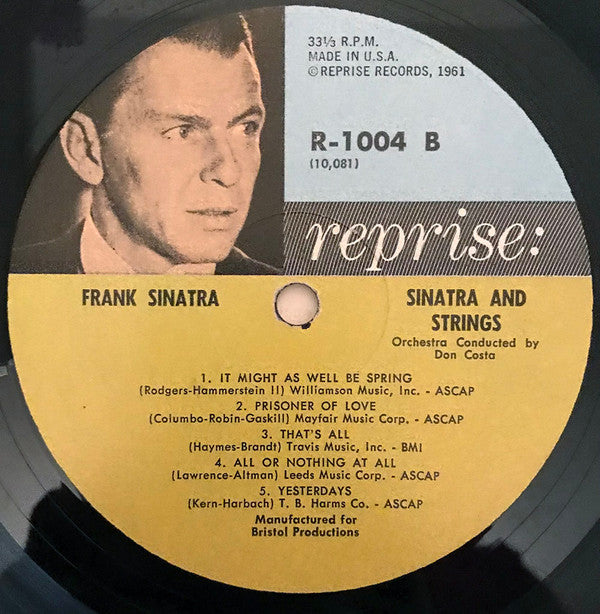 33⅓ R.P.M.
MADE IN U.S.A.
©REPRISE RECORDS, 1961
R-1004 B
(10,081)
reprise:
FRANK SINATRA
SINATRA AND
STRINGS
Orchestra Conducted by
Don Costa
1. IT MIGHT AS WELL BE SPRING
(Rodgers-Hammerstein II) Williamson Music, Inc. - ASCAP
2. PRISONER OF LOVE
(Columbo-Robin-Gaskill) Mayfair Music Corp. - ASCAP
3. THAT'S ALL
(Haymes-Brandt) Travis Music, Inc. - BMI
4. ALL OR NOTHING AT ALL
(Lawrence-Altman) Leeds Music Corp. - ASCAP
5. YESTERDAYS
(Kern-Harbach) T. B. Harms Co. - ASCAP
Manufactured for
Bristol Productions